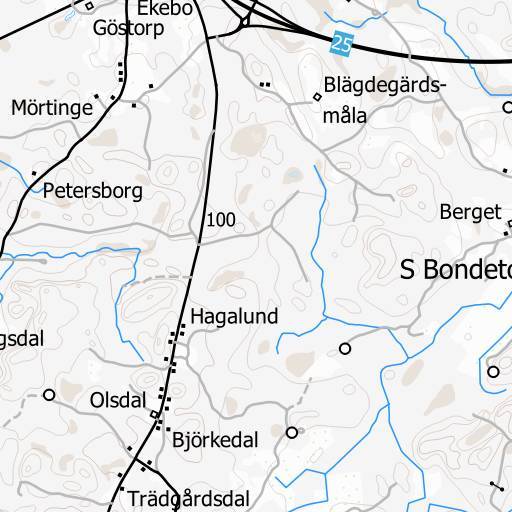 Ekebo
Göstorp
25
Blägdegärds-
måla
Mörtinge
Petersborg
100
Berget
S Bondeto
Hagalund
gsdal
Olsdal
Björkedal
Trädgårdsdal